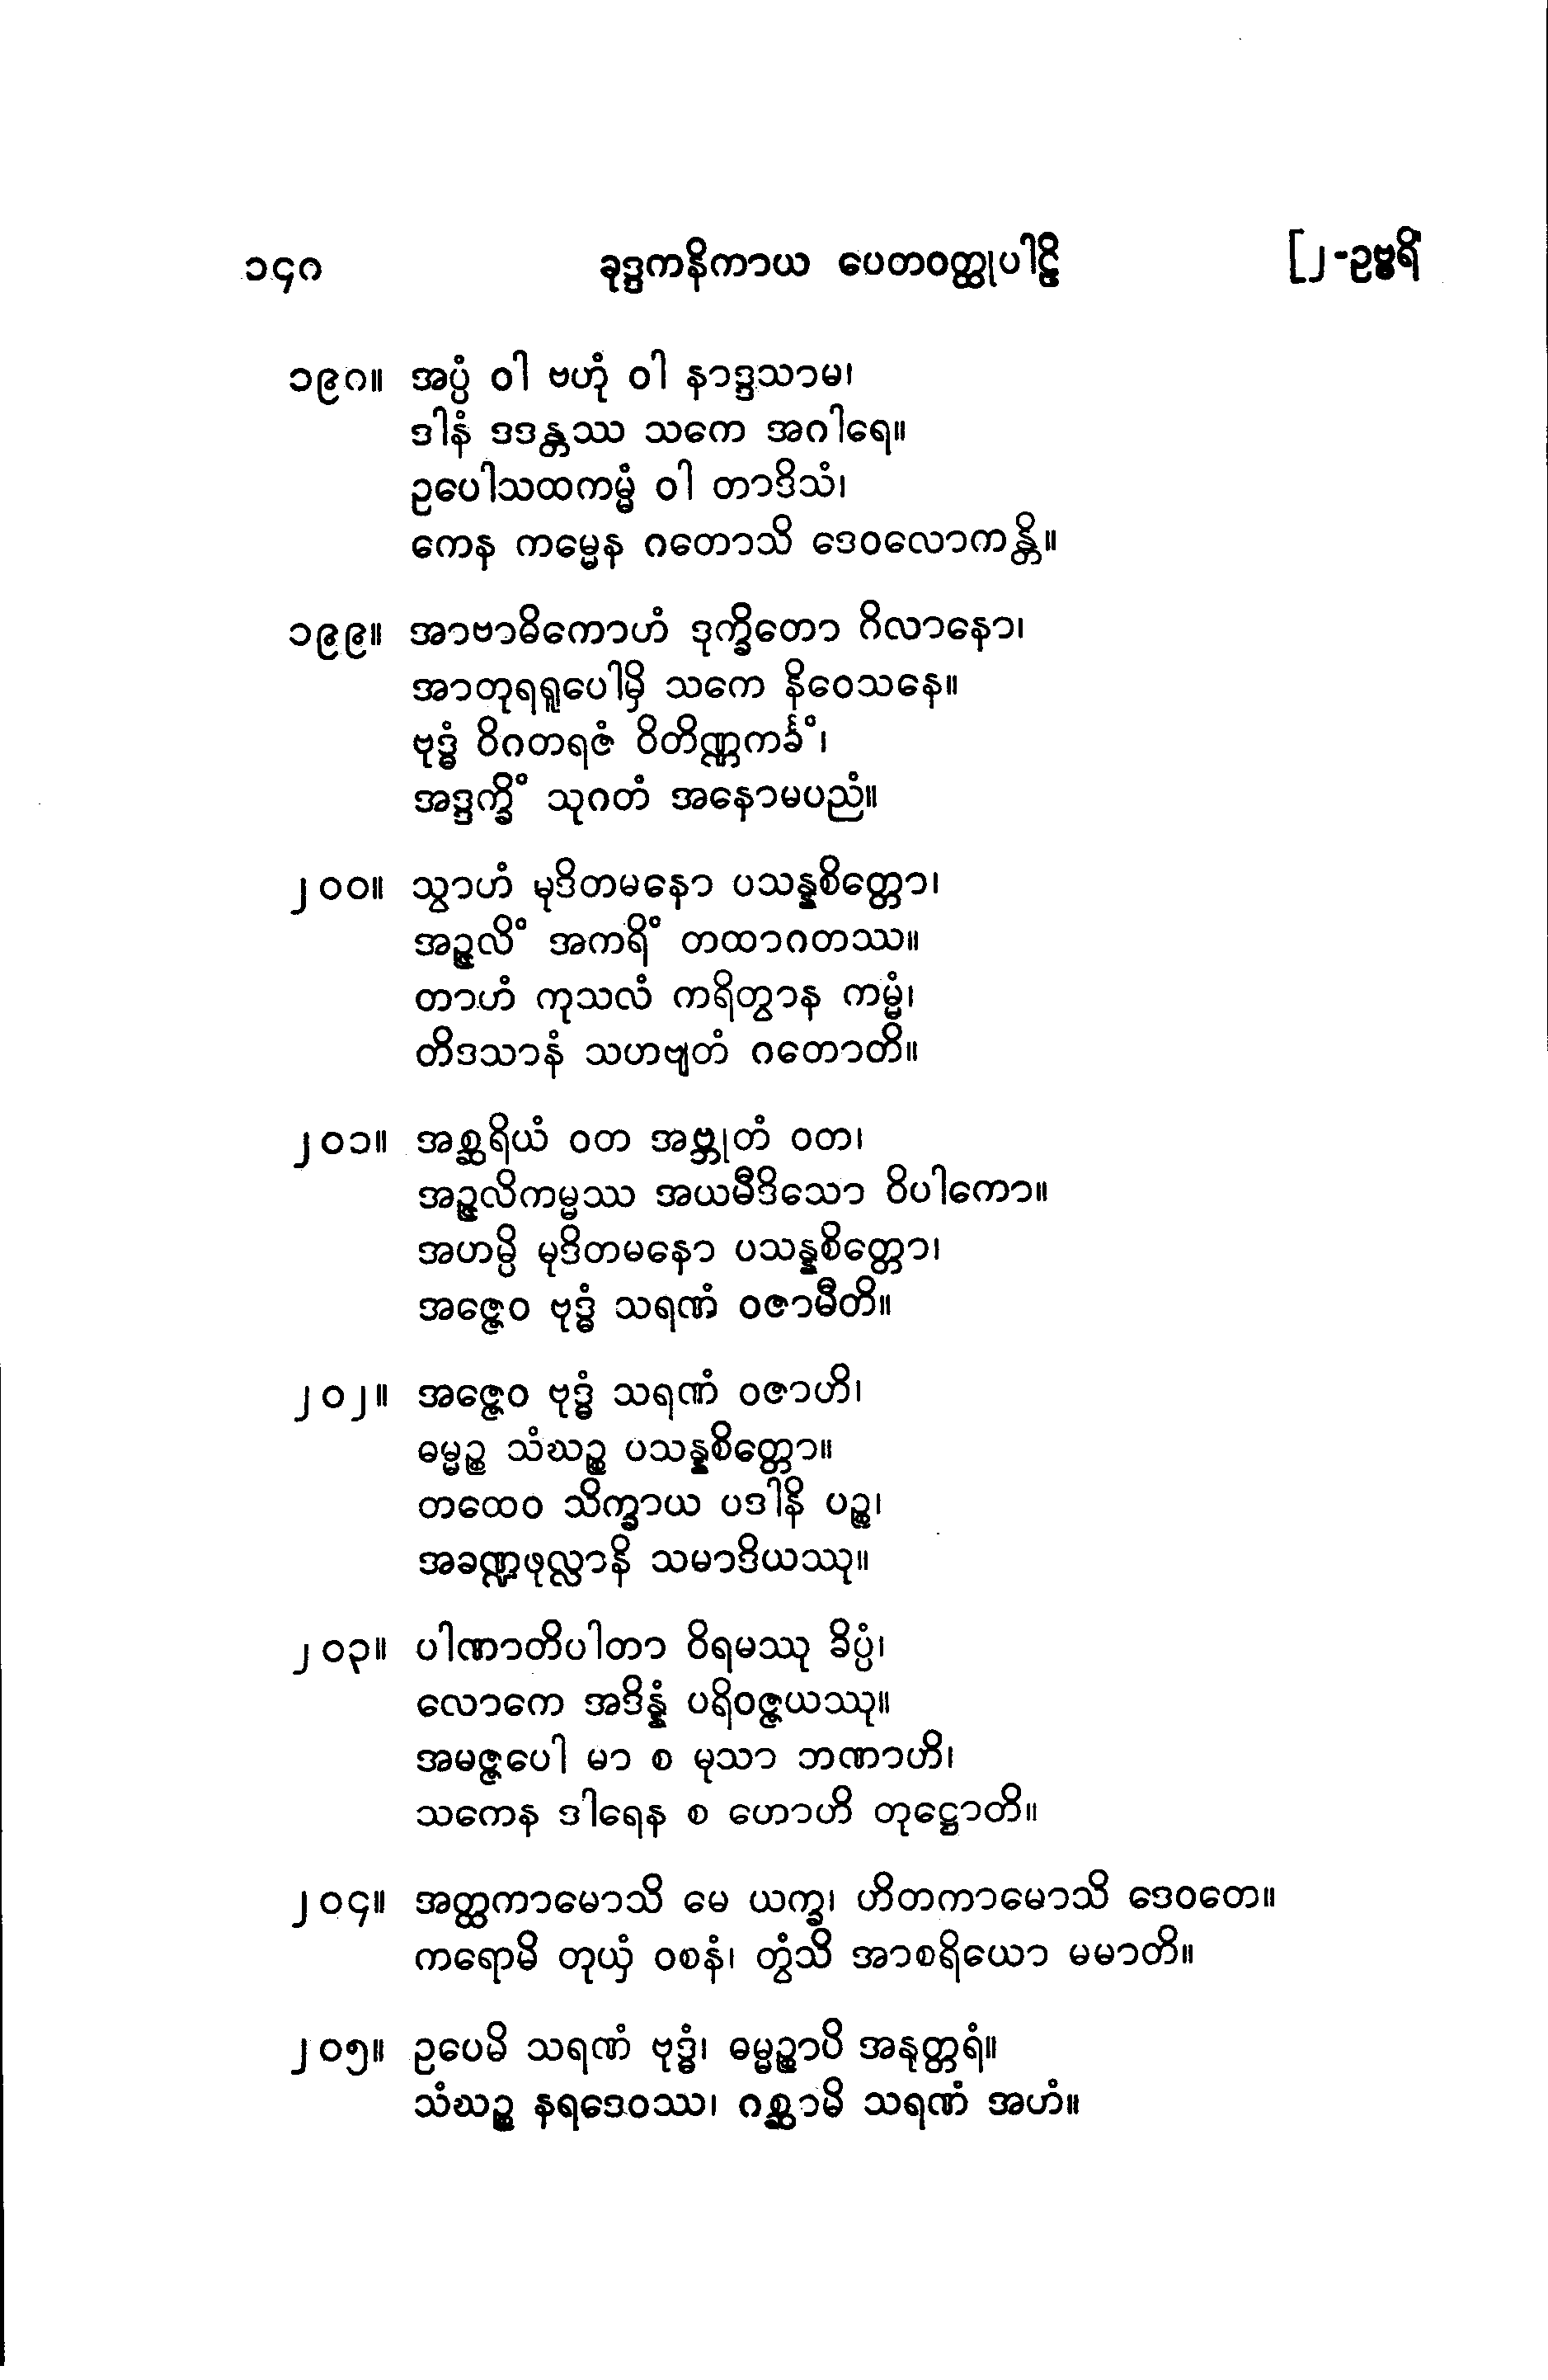 ၁၄၈ ခုဒ္ဒကနိကာယ ပေတဝတ္ထုပါဠိ [၂-ဥဗ္ဗရိ
၁၉၈။ အပ္ပံ ဝါ ဗဟုံ ဝါ နာဒ္ဒသာမ၊
ဒါနံ ဒဒန္တဿ သကေ အဂါရေ။
ဥပေါသထကမ္မံ ဝါ တာဒိသံ၊
ကေန ကမ္မေန ဂတောသိ ဒေဝလောကန္တိ။
၁၉၉။ အာဗာဓိကောဟံ ဒုက္ခိတော ဂိလာနော၊
အာတုရရူပေါမှိ သကေ နိဝေသနေ။
ဗုဒ္ဓံ ဝိဂတရဇံ ဝိတိဏ္ဏကင်္ခံ၊
အဒ္ဒက္ခိံ သုဂတံ အနောမပညံ။
၂၀၀။ သွာဟံ မုဒိတမနော ပသန္နစိတ္တော၊
အဉ္ဇလိံ အကရိံ တထာဂတဿ။
တာဟံ ကုသလံ ကရိတွာန ကမ္မံ၊
တိဒသာနံ သဟဗျတံ ဂတောတိ။
၂၀၁။ အစ္ဆရိယံ ဝတ အဗ္ဘုတံ ဝတ၊
အဉ္ဇလိကမ္မဿ အယမီဒိသော ဝိပါကော။
အဟမ္ပိ မုဒိတမနော ပသန္နစိတ္တော၊
အဇ္ဇေဝ ဗုဒ္ဓံ သရဏံ ဝဇာမီတိ။
၂၀၂။ အဇ္ဇေဝ ဗုဒ္ဓံ သရဏံ ဝဇာဟိ၊
ဓမ္မဉ္စ သံဃဉ္စ ပသန္နစိတ္တော။
တထေဝ သိက္ခာယ ပဒါနိ ပဉ္စ၊
အခဏ္ဍဖုလ္လာနိ သမာဒိယဿု။
၂၀၃။ ပါဏာတိပါတာ ဝိရမဿု ခိပ္ပံ၊
လောကေ အဒိန္နံ ပရိဝဇ္ဇယဿု။
အမဇ္ဇပေါ မာ စ မုသာ ဘဏာဟိ၊
သကေန ဒါရေန စ ဟောဟိ တုဋ္ဌောတိ။
၂၀၄။ အတ္ထကာမောသိ မေ ယက္ခ၊ ဟိတကာမောသိ ဒေဝတေ။
ကရောမိ တုယှံ ဝစနံ၊ တွံသိ အာစရိယော မမာတိ။
၂၀၅။ ဥပေမိ သရဏံ ဗုဒ္ဓံ၊ ဓမ္မဉ္စာပိ အနုတ္တရံ။
သံဃဉ္စ နရဒေဝဿ၊ ဂစ္ဆာမိ သရဏံ အဟံ။